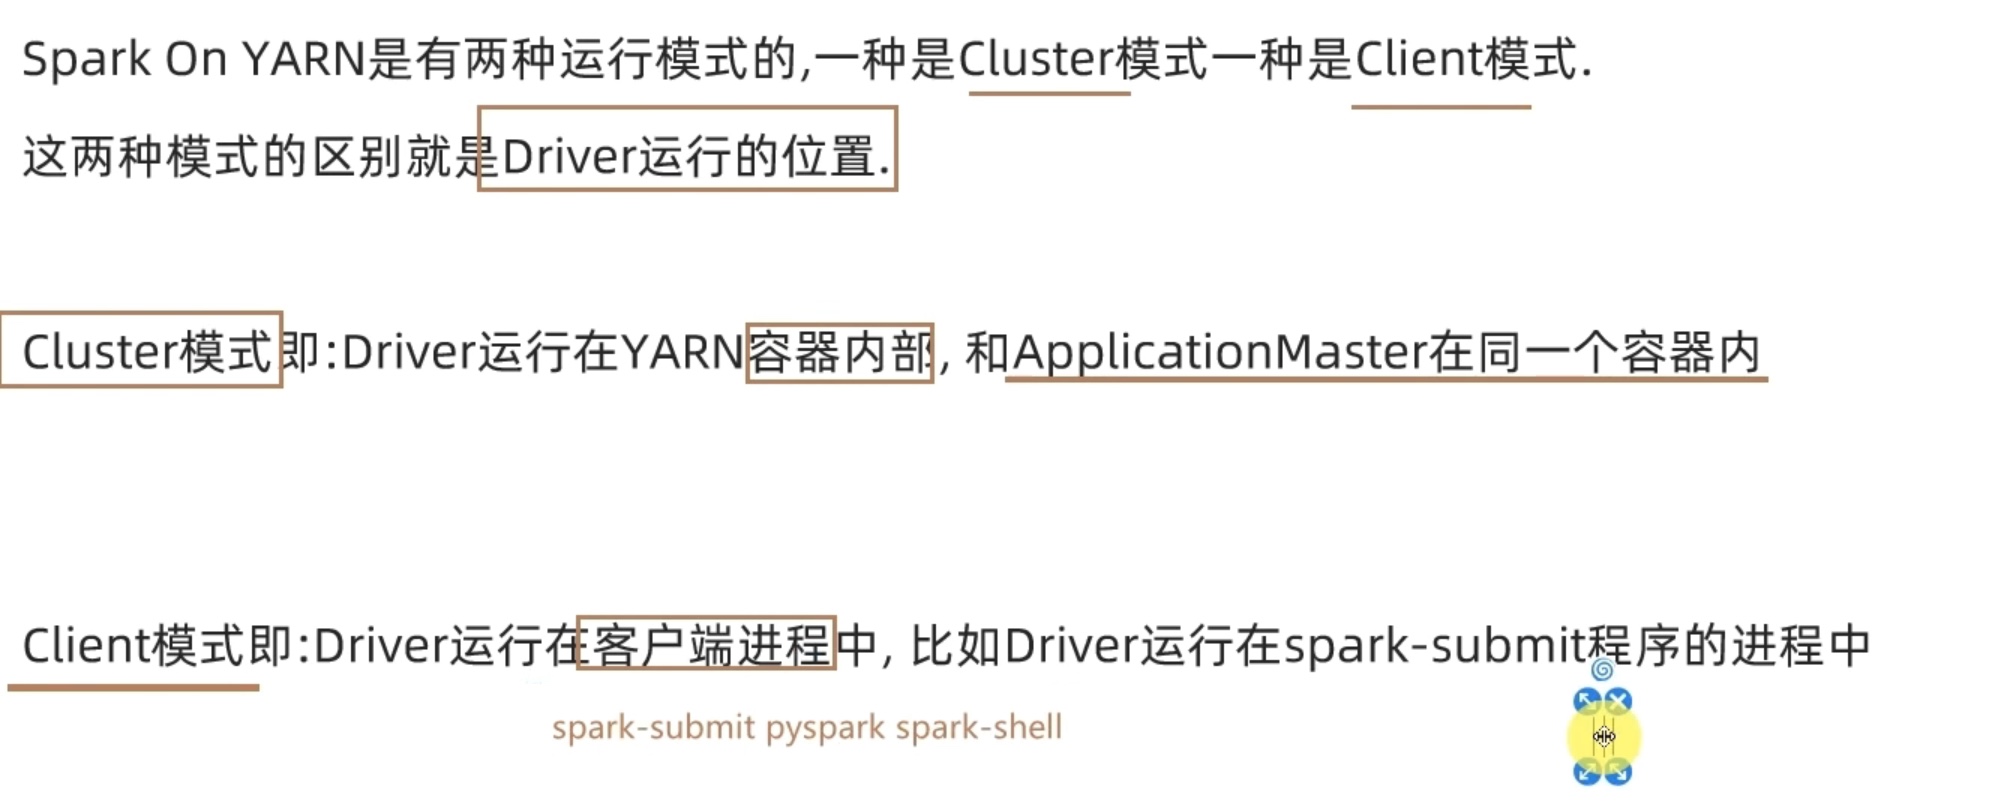 Spark On YARN是有两种运行模式的,一种是Cluster模式一种是Client模式.
这两种模式的区别就是Driver运行的位置.
Cluster模式即:Driver运行在YARN容器内部, 和ApplicationMaster在同一个容器内
Client模式即:Driver运行在客户端进程中, 比如Driver运行在spark-submit程序的进程中
spark-submit pyspark spark-shell